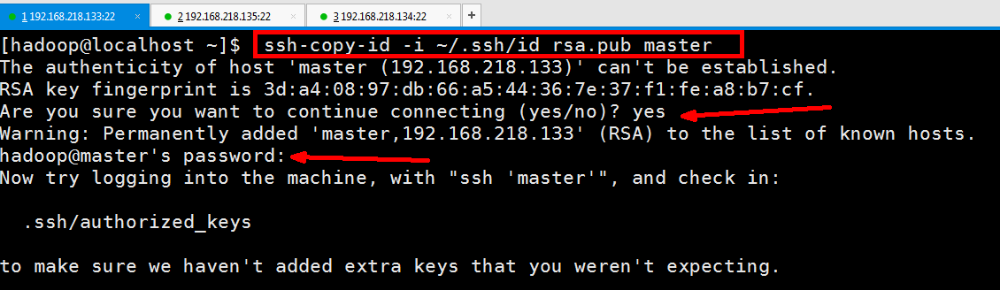 1 192.168.218.133:22 × 2 192.168.218.135:22 × 3 192.168.218.134:22 × +
[hadoop@localhost ~]$ ssh-copy-id -i ~/.ssh/id rsa.pub master
The authenticity of host 'master (192.168.218.133)' can't be established.
RSA key fingerprint is 3d:a4:08:97:db:66:a5:44:36:7e:37:f1:fe:a8:b7:cf.
Are you sure you want to continue connecting (yes/no)? yes
Warning: Permanently added 'master,192.168.218.133' (RSA) to the list of known hosts.
hadoop@master's password:
Now try logging into the machine, with "ssh 'master'", and check in:
.ssh/authorized_keys
to make sure we haven't added extra keys that you weren't expecting.